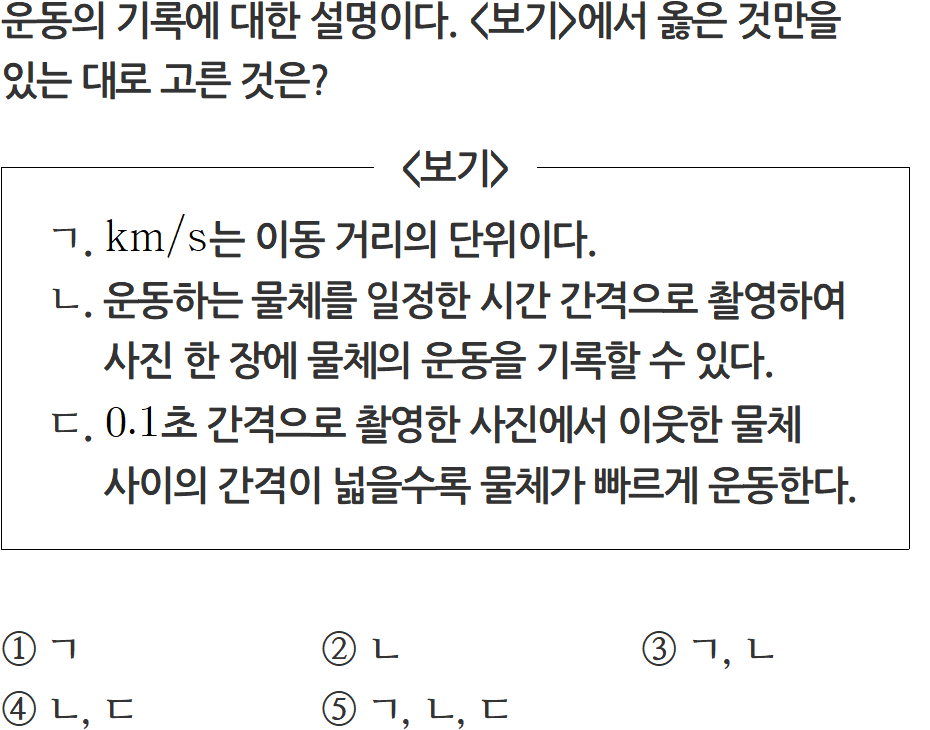 운동의 기록에 대한 설명이다. <보기>에서 옳은 것만을
있는 대로 고른 것은?
<보기>
ㄱ. km/s는 이동 거리의 단위이다.
ㄴ. 운동하는 물체를 일정한 시간 간격으로 촬영하여
사진 한 장에 물체의 운동을 기록할 수 있다.
ㄷ. 0.1초 간격으로 촬영한 사진에서 이웃한 물체
사이의 간격이 넓을수록 물체가 빠르게 운동한다.
① ㄱ ② ㄴ ③ ㄱ, ㄴ
④ ㄴ, ㄷ ⑤ ㄱ, ㄴ, ㄷ